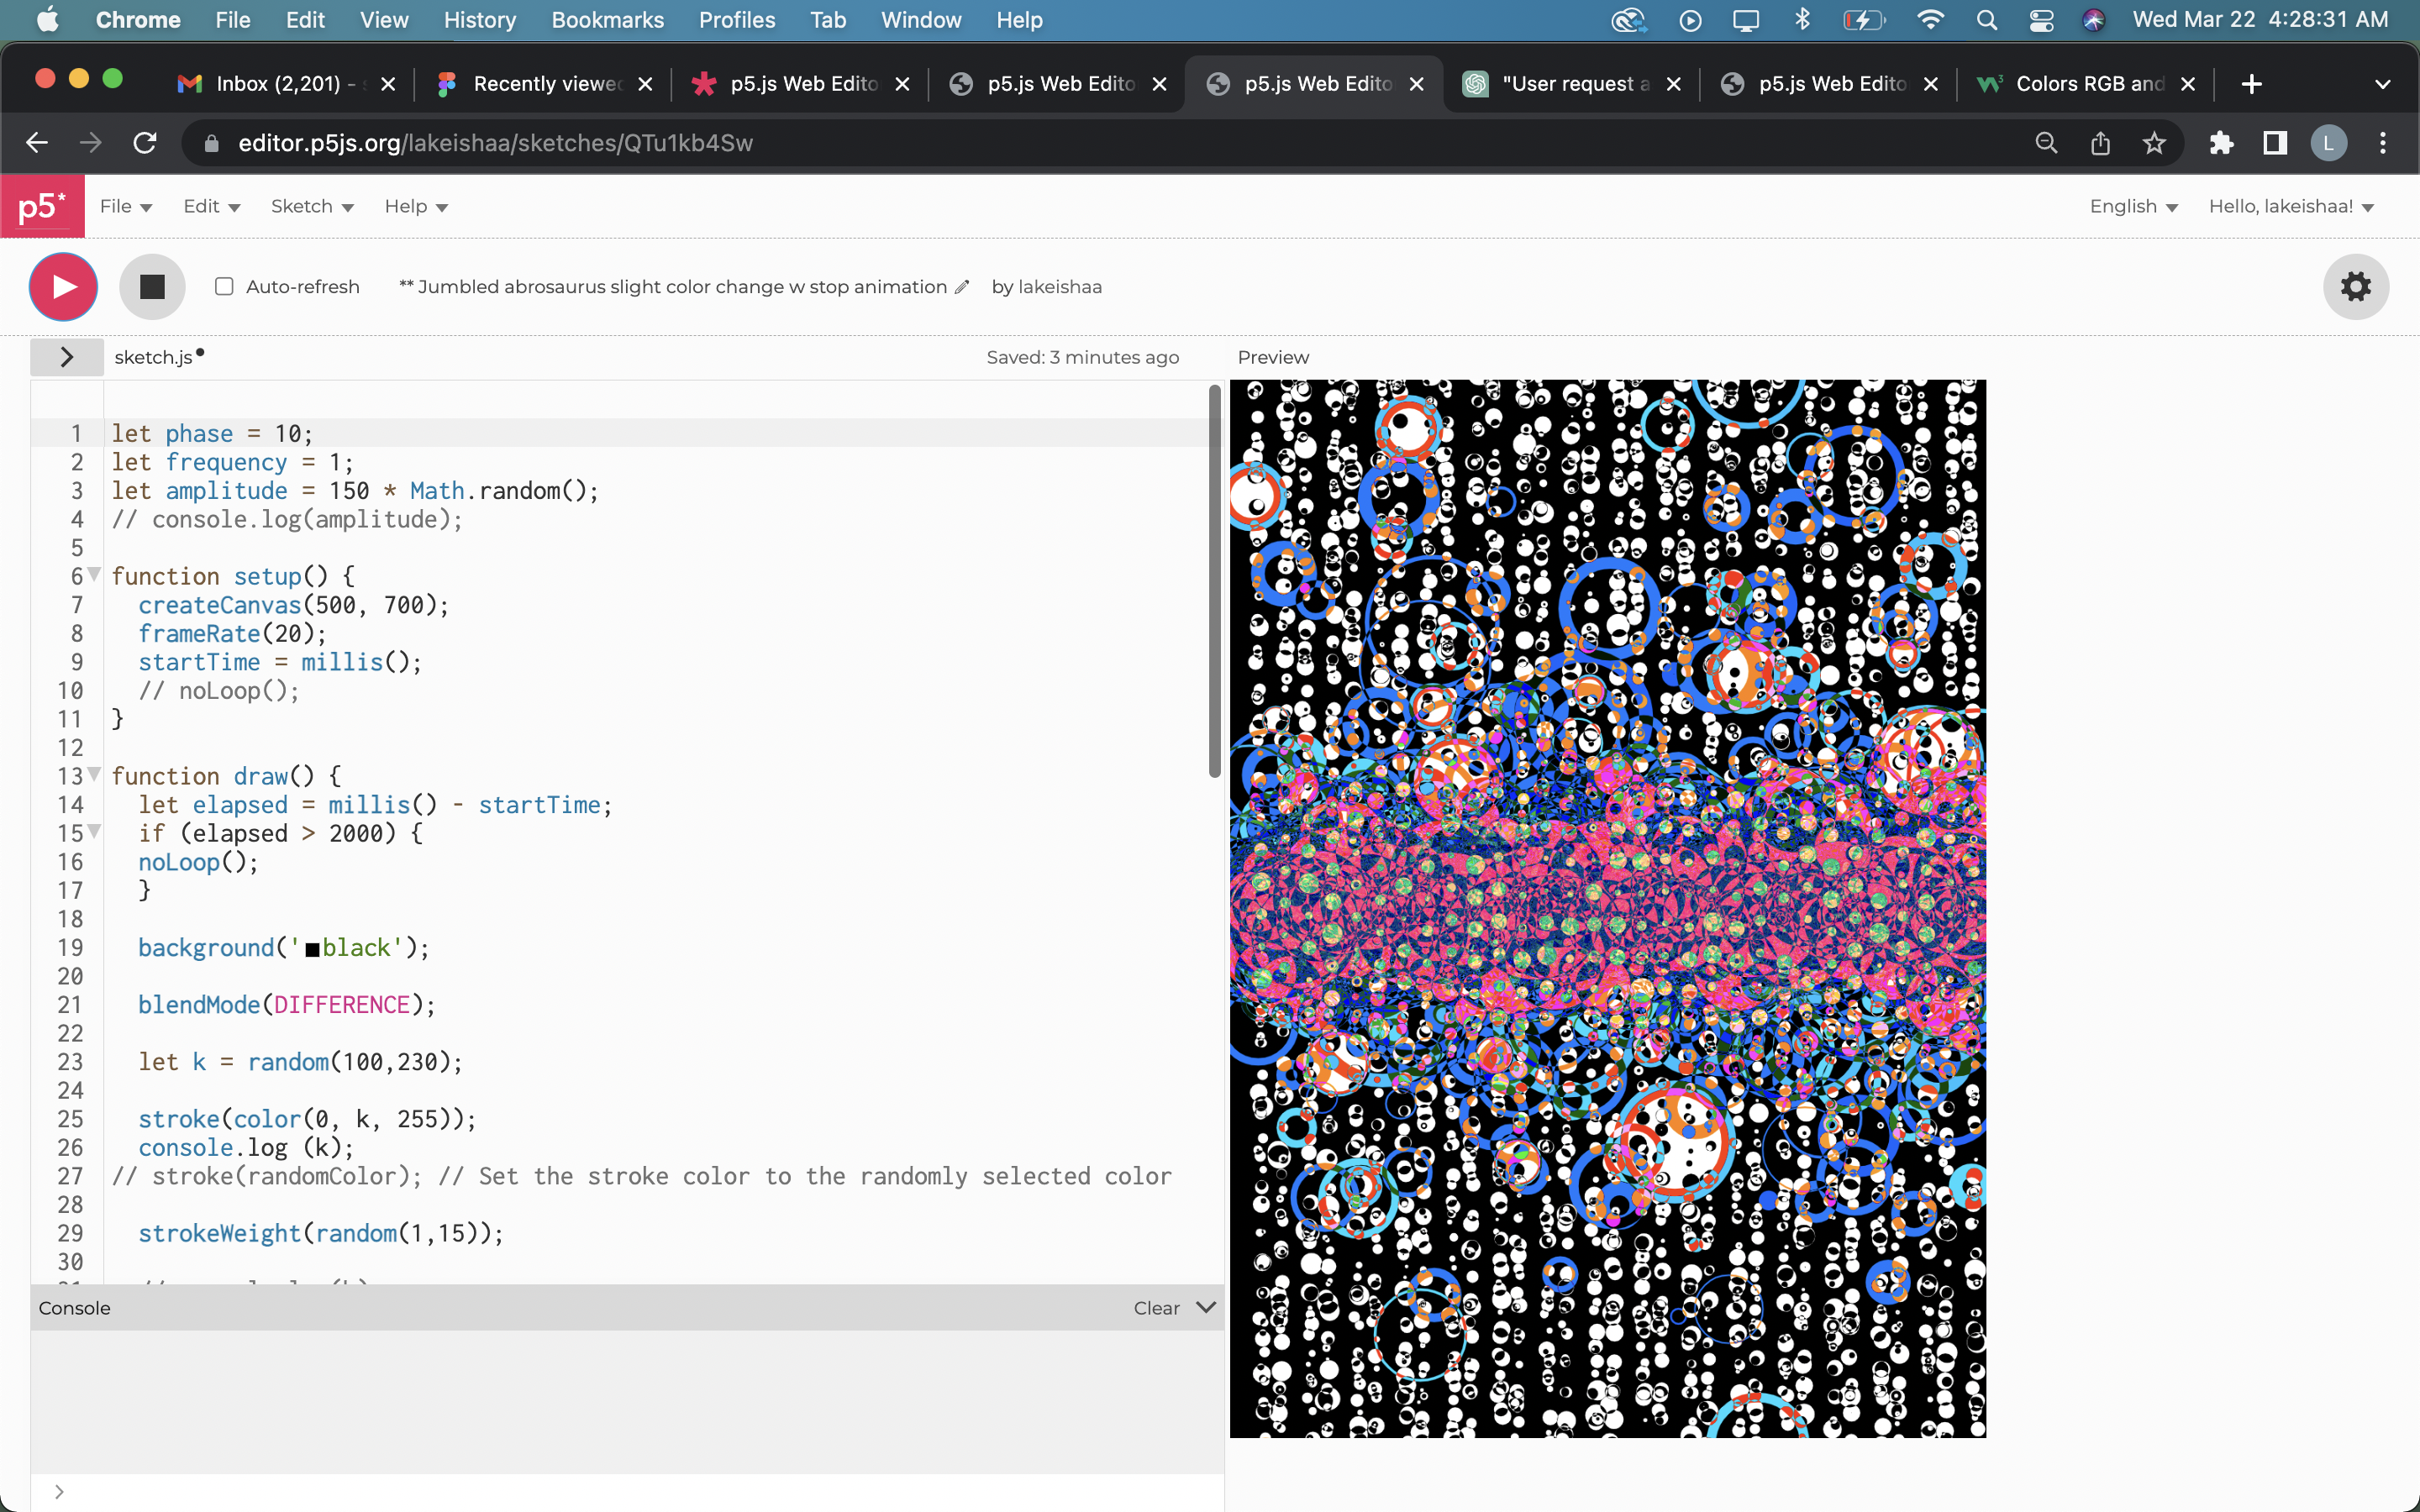 Chrome File Edit View History Bookmarks Profiles Tab Window Help Wed Mar 22 4:28:31 AM
Inbox (2,201) - Recently viewed p5.js Web Edito p5.js Web Edito p5.js Web Edito "User request a p5.js Web Edito Colors RGB and
editor.p5js.org/lakeishaa/sketches/QTu1kb4Sw L
p5* File Edit Sketch Help English Hello, lakeishaa!
Auto-refresh ** Jumbled abrosaurus slight color change w stop animation by lakeishaa
> sketch.js Saved: 3 minutes ago Preview
1 let phase = 10;
2 let frequency = 1;
3 let amplitude = 150 * Math.random();
4 // console.log(amplitude);
5
6 function setup() {
7 createCanvas(500, 700);
8 frameRate(20);
9 startTime = millis();
10 // noLoop();
11 }
12
13 function draw() {
14 let elapsed = millis() - startTime;
15 if (elapsed > 2000) {
16 noLoop();
17 }
18
19 background('black');
20
21 blendMode(DIFFERENCE);
22
23 let k = random(100,230);
24
25 stroke(color(0, k, 255));
26 console.log (k);
27 // stroke(randomColor); // Set the stroke color to the randomly selected color
28
29 strokeWeight(random(1,15));
30
Console Clear
>